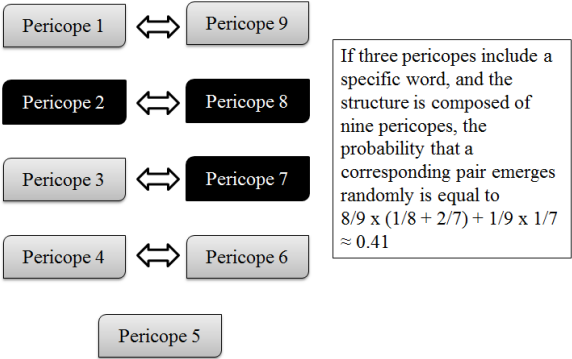 Pericope 1
Pericope 9
Pericope 2
Pericope 8
Pericope 3
Pericope 7
Pericope 4
Pericope 6
Pericope 5
If three pericopes include a
specific word, and the
structure is composed of
nine pericopes, the
probability that a
corresponding pair emerges
randomly is equal to
8/9 x (1/8 + 2/7) + 1/9 x 1/7
≈ 0.41